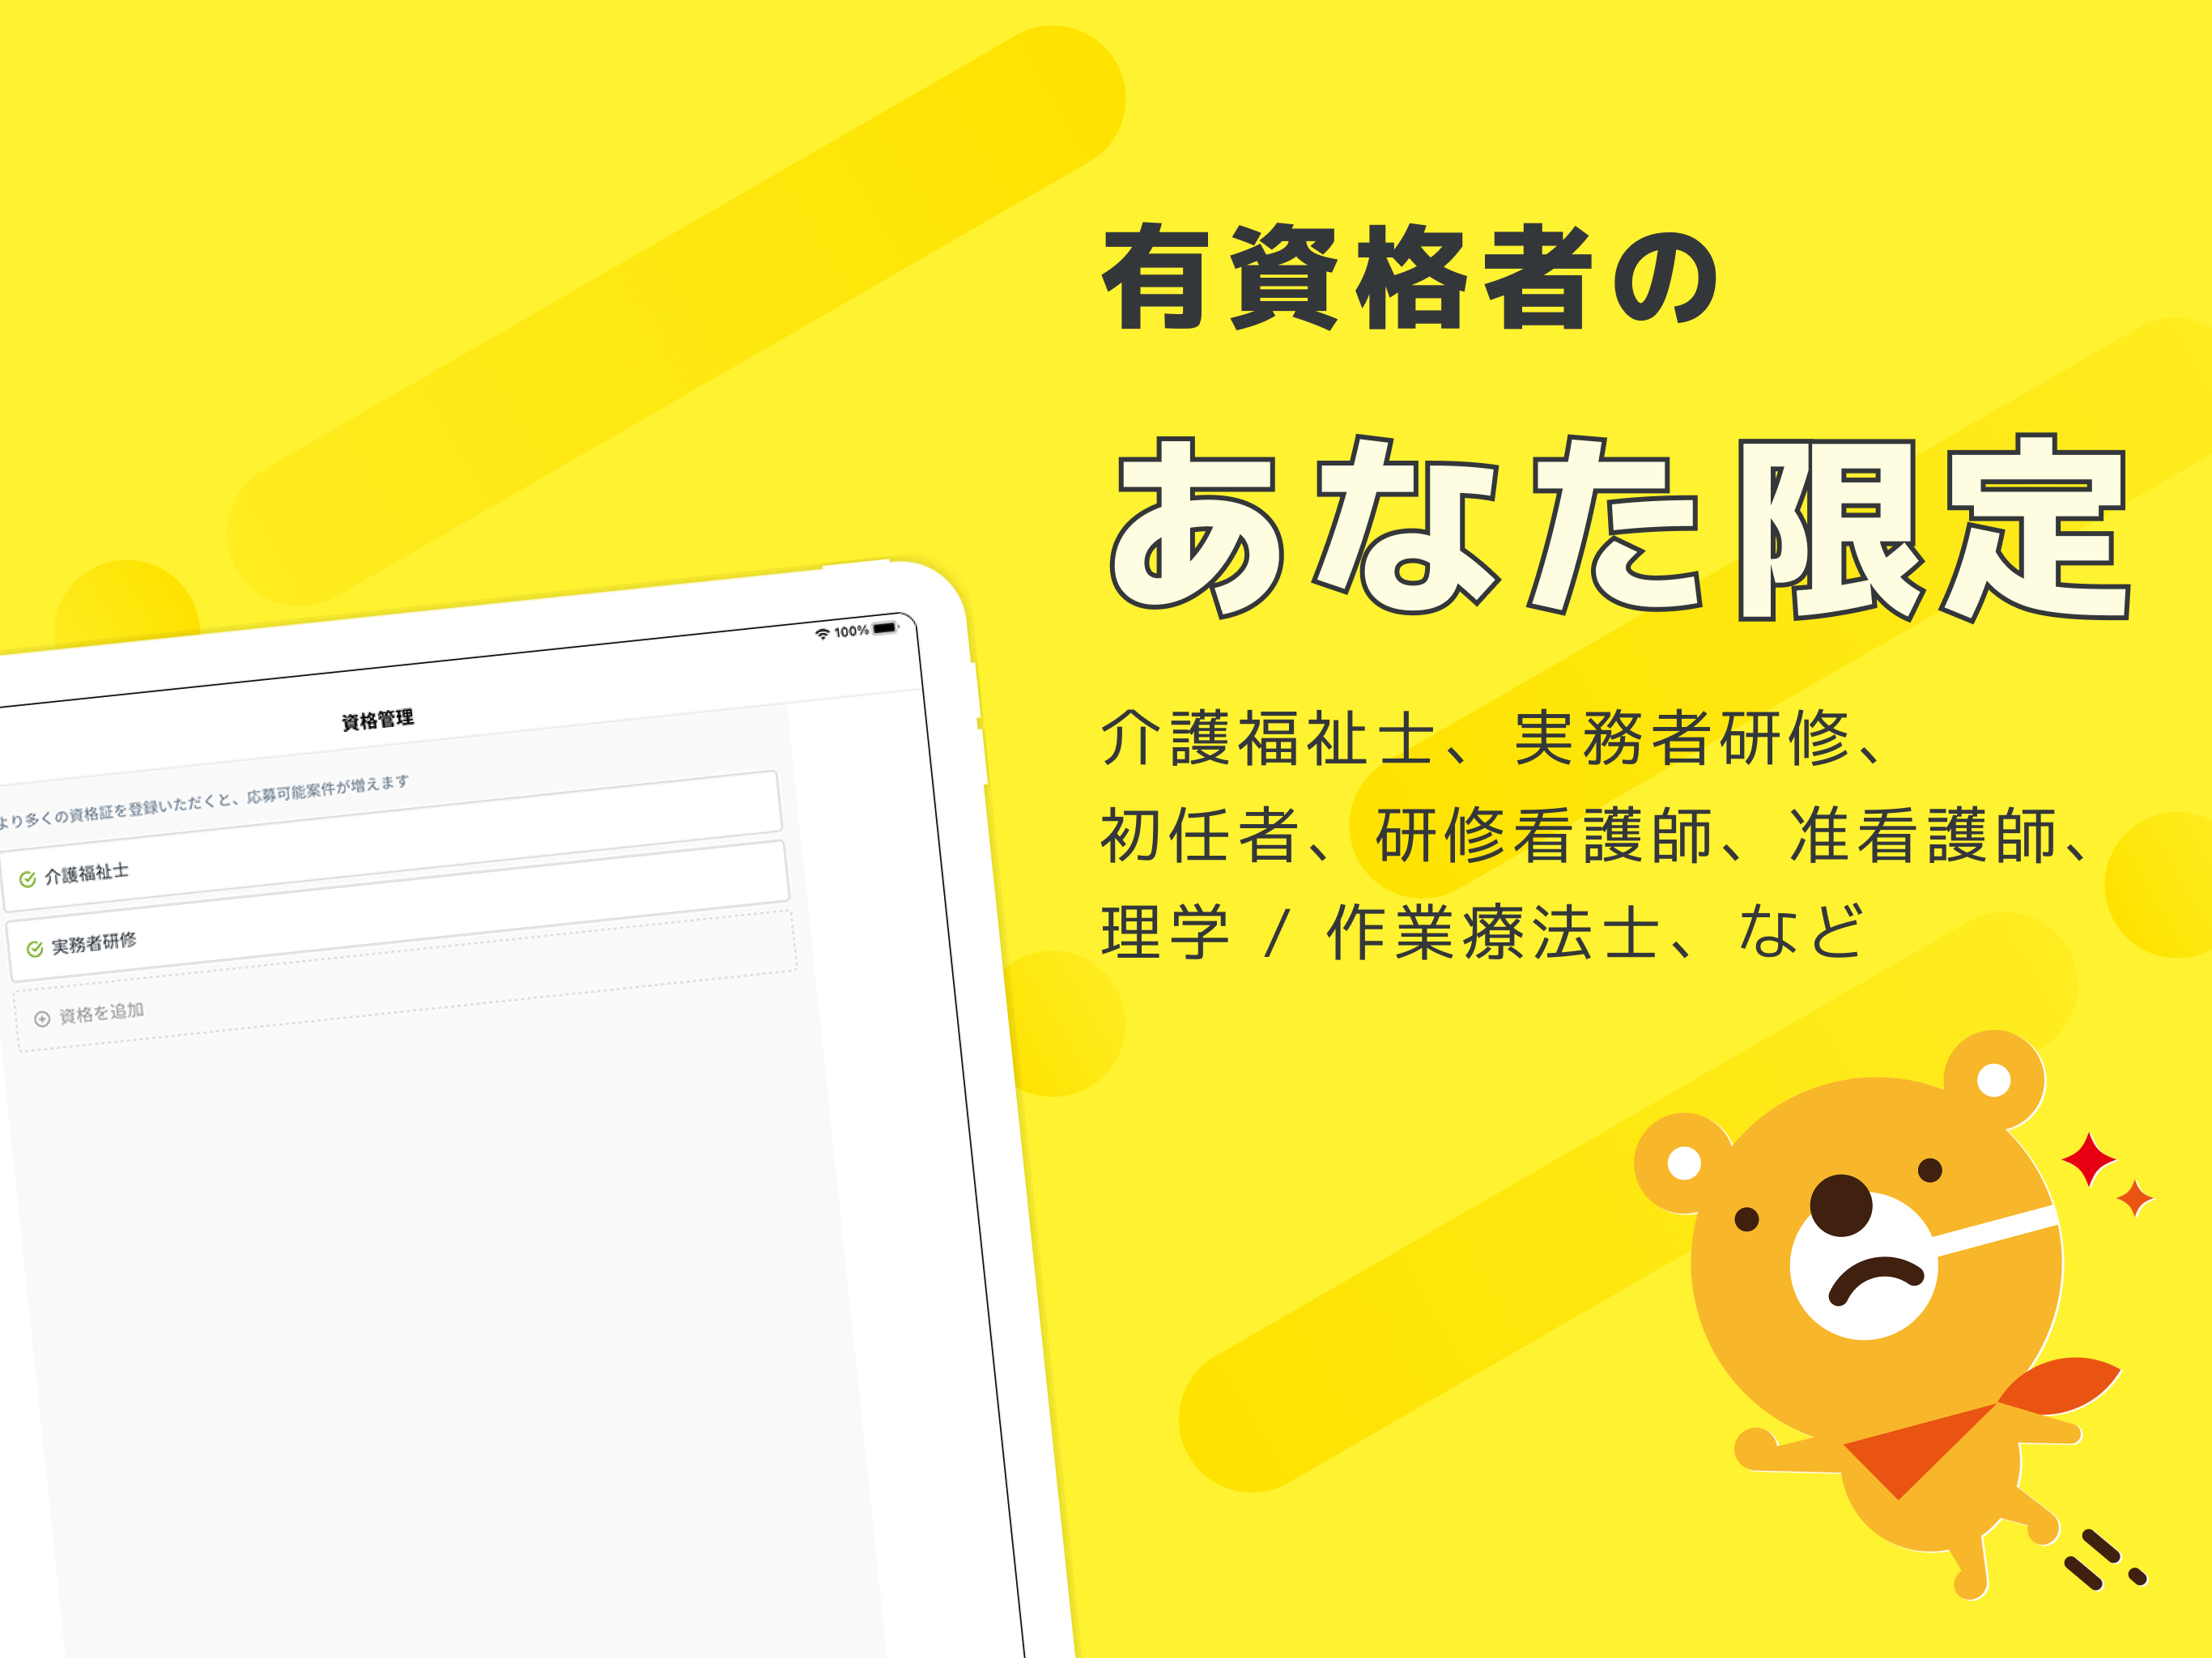 有資格者の
あなた限定
介護福祉士、実務者研修、
初任者、研修看護師、准看護師、
理学 / 作業療法士、など
100%
資格管理
より多くの資格証を登録いただくと、応募可能案件が増えます
介護福祉士
実務者研修
資格を追加